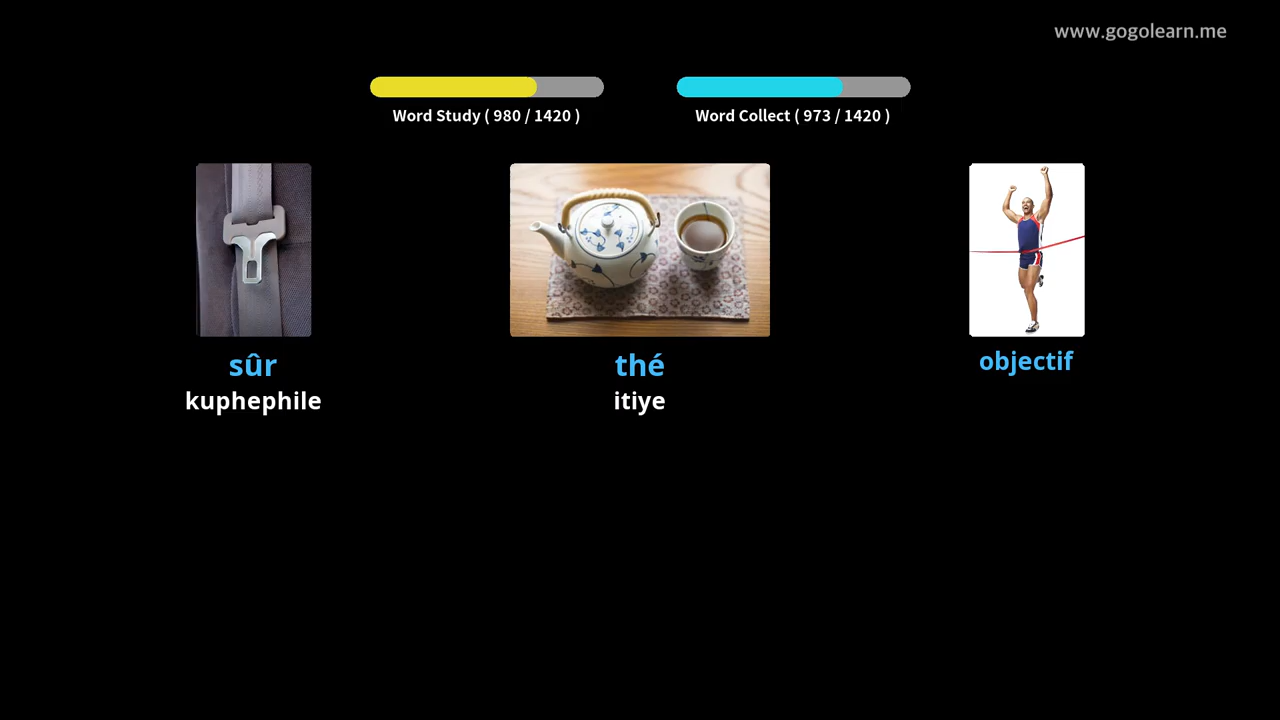 www.gogolearn.me
Word Study ( 980 / 1420 )
Word Collect ( 973 / 1420 )
sûr
kuphephile
thé
itiye
objectif